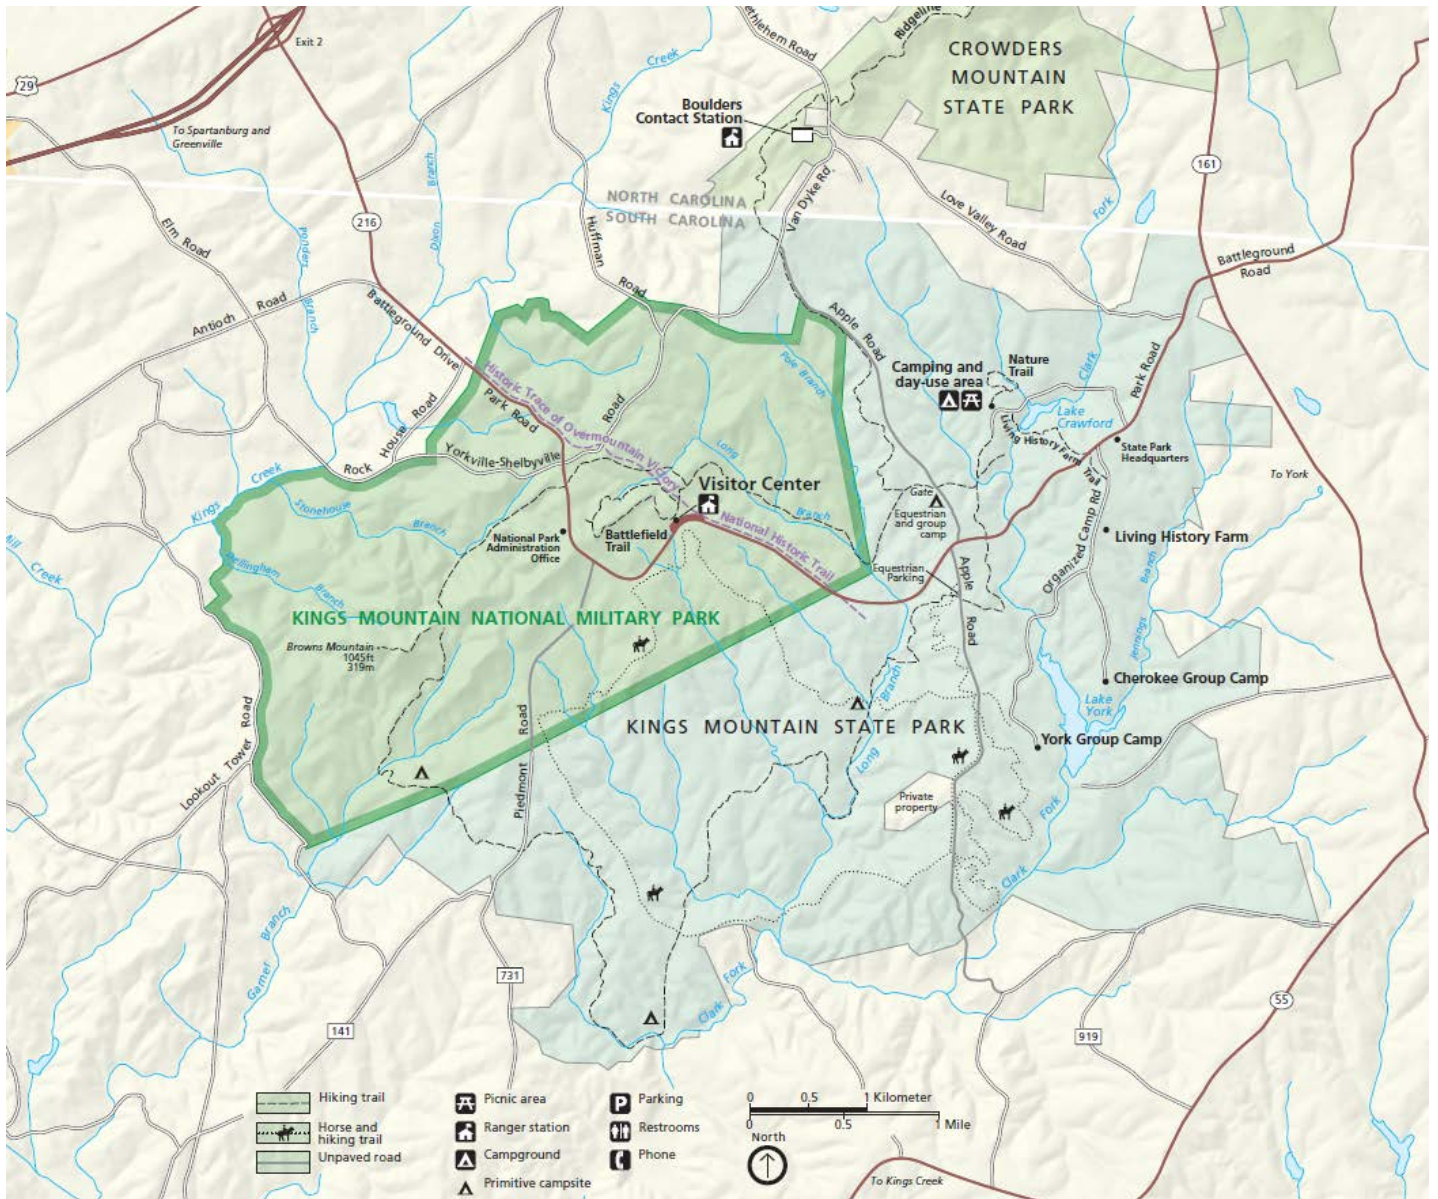 Exit 2
29
To Spartanburg and
Greenville
Bethlehem Road
Kings
Creek
Ridgeline
CROWDERS
MOUNTAIN
STATE PARK
Boulders
Contact Station
161
NORTH CAROLINA
SOUTH CAROLINA
216
Elm Road
Ponders
Branch
Dixon
Branch
Huffman
Road
Van Dyke Rd
Love Valley Road
Fork
Battleground
Road
Antioch Road
Battleground Drive
Apple Road
Pole Branch
Camping and
day-use area
Nature
Trail
Clark
Park Road
Lake
Crawford
Living History Farm Trail
State Park
Headquarters
To York
Historic Trace of Overmountain Victory
National Historic Trail
Park Road
House Road
Rock
Yorkville-Shelbyville
Road
Kings
Creek
Stonehouse
Branch
Long
Branch
Visitor Center
Battlefield
Trail
National Park
Administration
Office
Gate
Equestrian
and group
camp
Equestrian
Parking
Apple
Road
Organized Camp Rd
Living History Farm
Jennings
Branch
Creek
Branch
KINGS MOUNTAIN NATIONAL MILITARY PARK
Browns Mountain
1045ft
319m
Cherokee Group Camp
Lake
York
York Group Camp
KINGS MOUNTAIN STATE PARK
Long
Branch
Lookout Tower Road
Piedmont Road
Private
property
Clark
Fork
Garner
Branch
Clark
Fork
731
141
55
919
Hiking trail
Horse and
hiking trail
Unpaved road
Picnic area
Ranger station
Campground
Primitive campsite
P
Parking
Restrooms
Phone
0 0.5 1 Kilometer
0 0.5 1 Mile
North
To Kings Creek